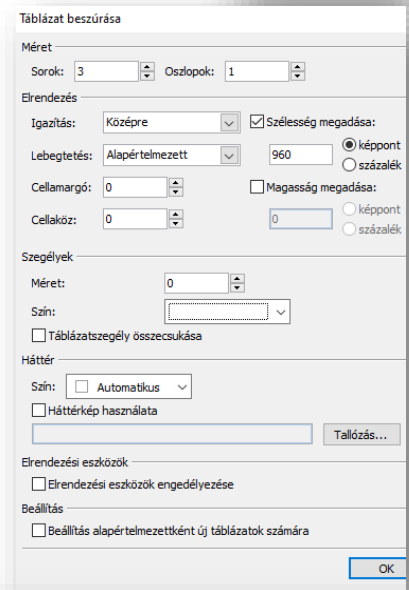 Táblázat beszúrása
Méret
Sorok: 3 Oszlopok: 1
Elrendezés
Igazítás: Középre Szélesség megadása:
képpont
Lebegtetés: Alapértelmezett 960
százalék
Cellamargó: 0 Magasság megadása:
képpont
Cellaköz: 0 0
százalék
Szegélyek
Méret: 0
Szín:
Táblázatszegély összecsukása
Háttér
Szín: Automatikus
Háttérkép használata
Tallózás...
Elrendezési eszközök
Elrendezési eszközök engedélyezése
Beállítás
Beállítás alapértelmezettként új táblázatok számára
OK